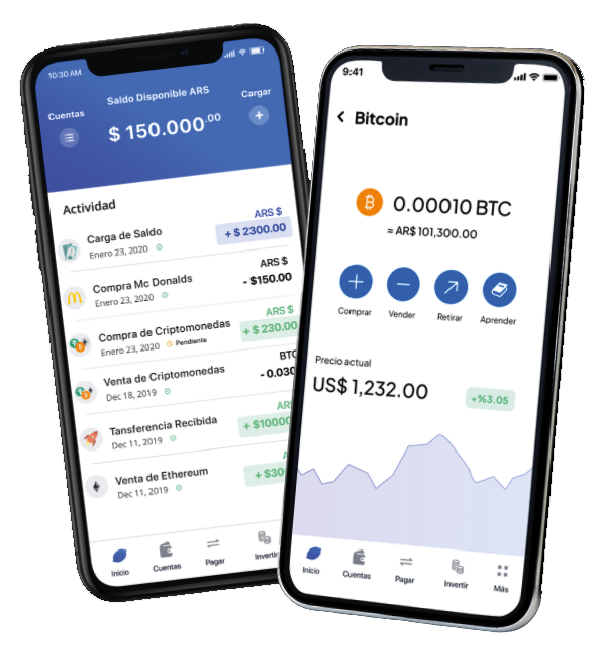 10:30 AM
Saldo Disponible ARS
Cuentas
Cargar
$ 150.000.00
Actividad
Carga de Saldo
ARS $
Enero 23, 2020
+ $ 2300.00
Compra Mc Donalds
ARS $
Enero 23, 2020
- $150.00
Compra de Criptomonedas
ARS $
Enero 23, 2020
Pendiente
+ $ 230.00
Venta de Criptomonedas
BTC
Dec 18, 2019
- 0.030
Tansferencia Recibida
AR
Dec 11, 2019
+ $10000
Venta de Ethereum
A
Dec 11, 2019
+ $30
Inicio
Cuentas
Pagar
Invertir
9:41
Bitcoin
0.00010 BTC
≈ AR$ 101,300.00
Comprar
Vender
Retirar
Aprender
Precio actual
US$ 1,232.00
+%3.05
Inicio
Cuentas
Pagar
Invertir
Más